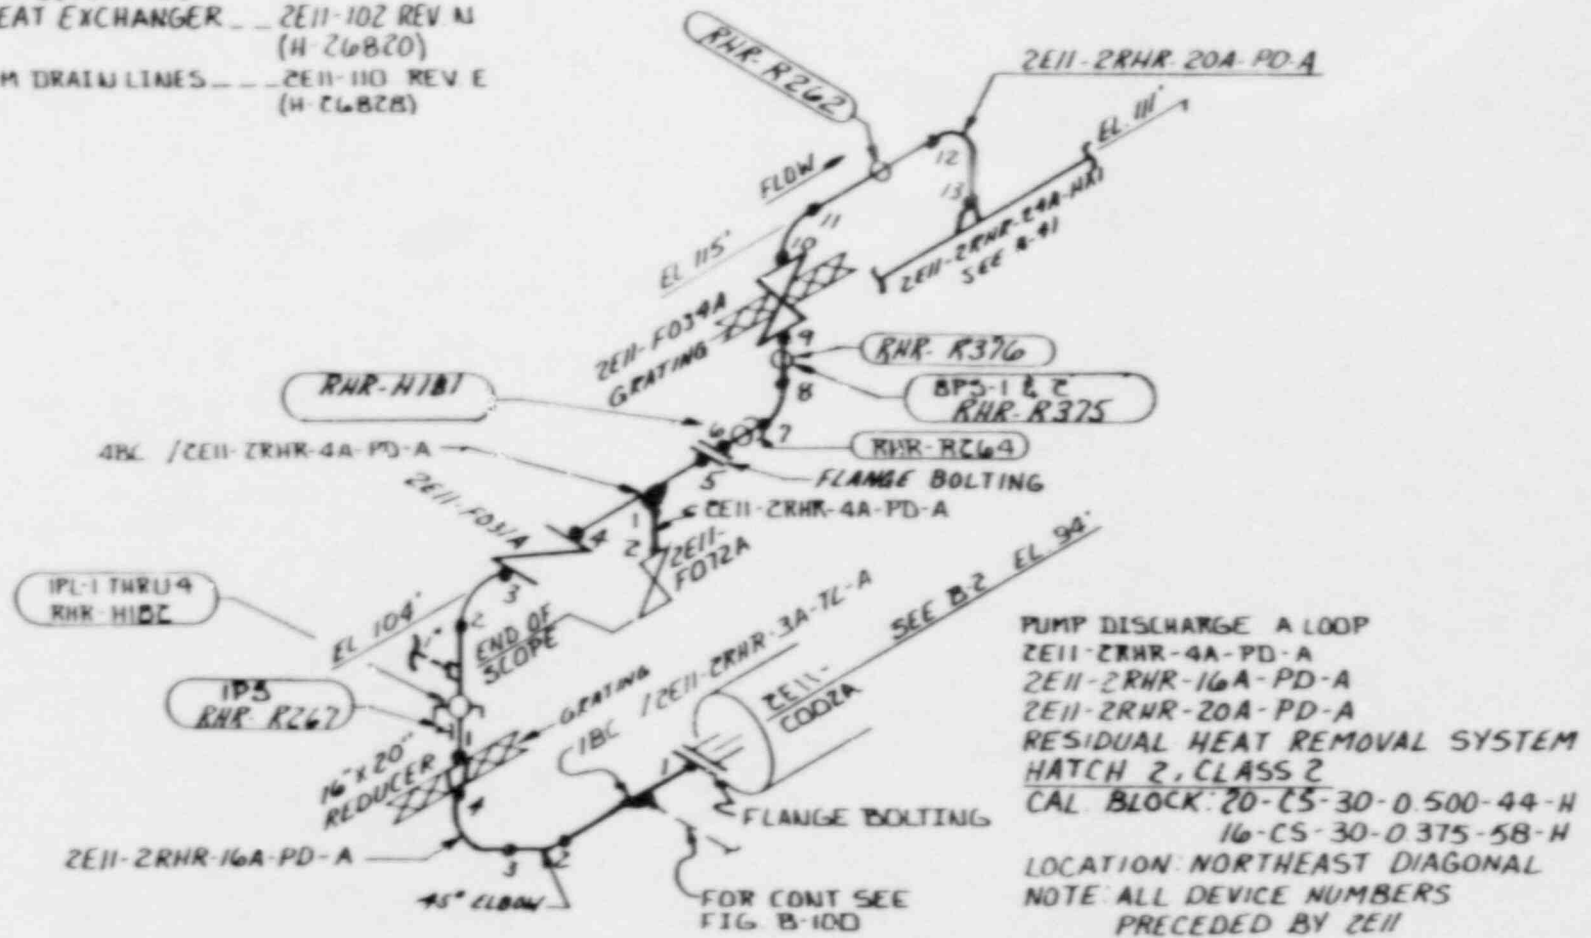 EAT EXCHANGER __ 2E11-102 REV N
(H-26820)
M DRAIN LINES ___ 2E11-110 REV E
(H-26828)
RHR-R262
2E11-2RHR-20A-PD-A
EL. 111'
FLOW
12
13
11
2E11-2RHR-24A-HX1
SEE A-41
EL 115'
10
2E11-F034A
GRATING
9
RHR-R376
8
BPS-1 & 2
RHR-R375
RHR-H181
6
7
RHR-R264
5
FLANGE BOLTING
4BC /2E11-2RHR-4A-PD-A
2E11-F031A
1
2E11-2RHR-4A-PD-A
4
2
2E11-
F072A
3
1PL-1 THRU 4
RHR-H182
2
EL 104'
END OF
SCOPE
1PS
RHR-R267
1
GRATING
1BC /2E11-2RHR-3A-TL-A
2E11-
C002A
SEE B-2 EL 94'
16"X20"
REDUCER
4
1
FLANGE BOLTING
2E11-2RHR-16A-PD-A
3
2
45° ELBOW
FOR CONT SEE
FIG. B-100
PUMP DISCHARGE A LOOP
2E11-2RHR-4A-PD-A
2E11-2RHR-16A-PD-A
2E11-2RHR-20A-PD-A
RESIDUAL HEAT REMOVAL SYSTEM
HATCH 2, CLASS 2
CAL. BLOCK: 20-CS-30-0.500-44-H
16-CS-30-0.375-58-H
LOCATION: NORTHEAST DIAGONAL
NOTE: ALL DEVICE NUMBERS
PRECEDED BY 2E11